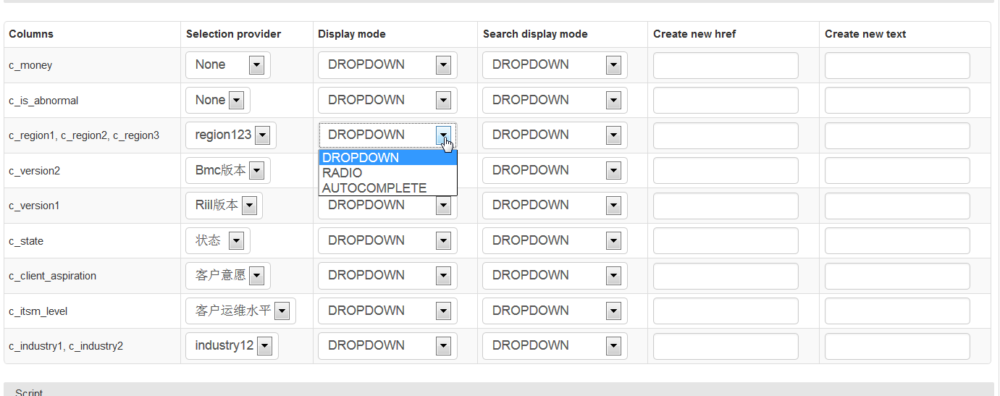 Columns Selection provider Display mode Search display mode Create new href Create new text
c_money None DROPDOWN DROPDOWN
c_is_abnormal None DROPDOWN DROPDOWN
c_region1, c_region2, c_region3 region123 DROPDOWN DROPDOWN
DROPDOWN
RADIO
AUTOCOMPLETE
c_version2 Bmc版本 DROPDOWN
c_version1 Riil版本 DROPDOWN DROPDOWN
c_state 状态 DROPDOWN DROPDOWN
c_client_aspiration 客户意愿 DROPDOWN DROPDOWN
c_itsm_level 客户运维水平 DROPDOWN DROPDOWN
c_industry1, c_industry2 industry12 DROPDOWN DROPDOWN
Script